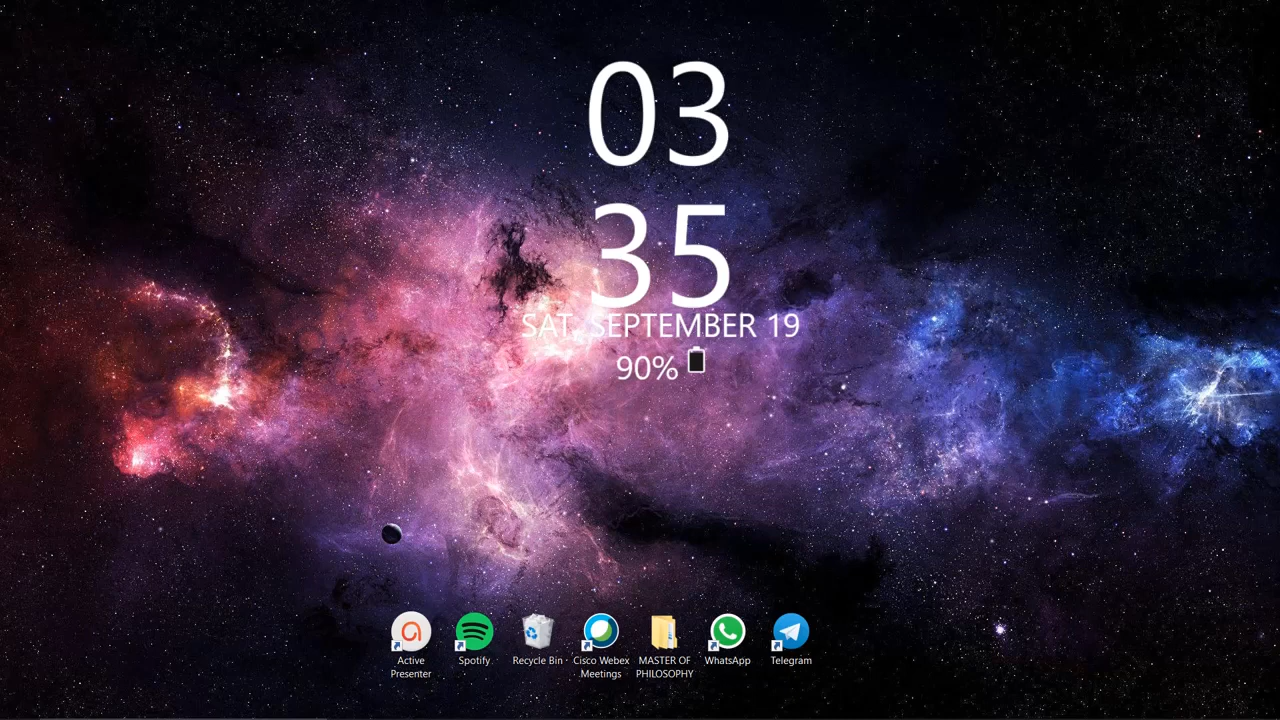 03
35
SAT, SEPTEMBER 19
90%
Active Presenter
Spotify
Recycle Bin
Cisco Webex Meetings
MASTER OF PHILOSOPHY
WhatsApp
Telegram